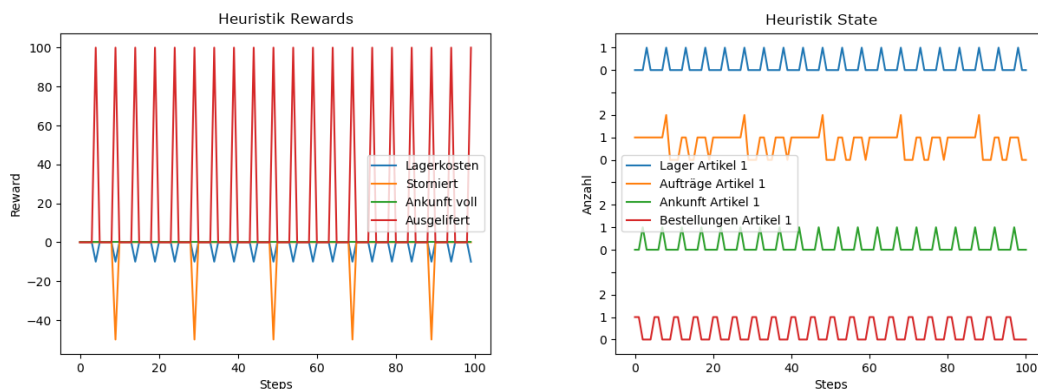 Heuristik Rewards
100
80
60
40
20
0
−20
−40
Reward
Lagerkosten
Storniert
Ankunft voll
Ausgelifert
0
20
40
60
80
100
Steps
Heuristik State
1
0
2
1
0
2
1
0
2
1
0
Anzahl
Lager Artikel 1
Aufträge Artikel 1
Ankunft Artikel 1
Bestellungen Artikel 1
0
20
40
60
80
100
Steps